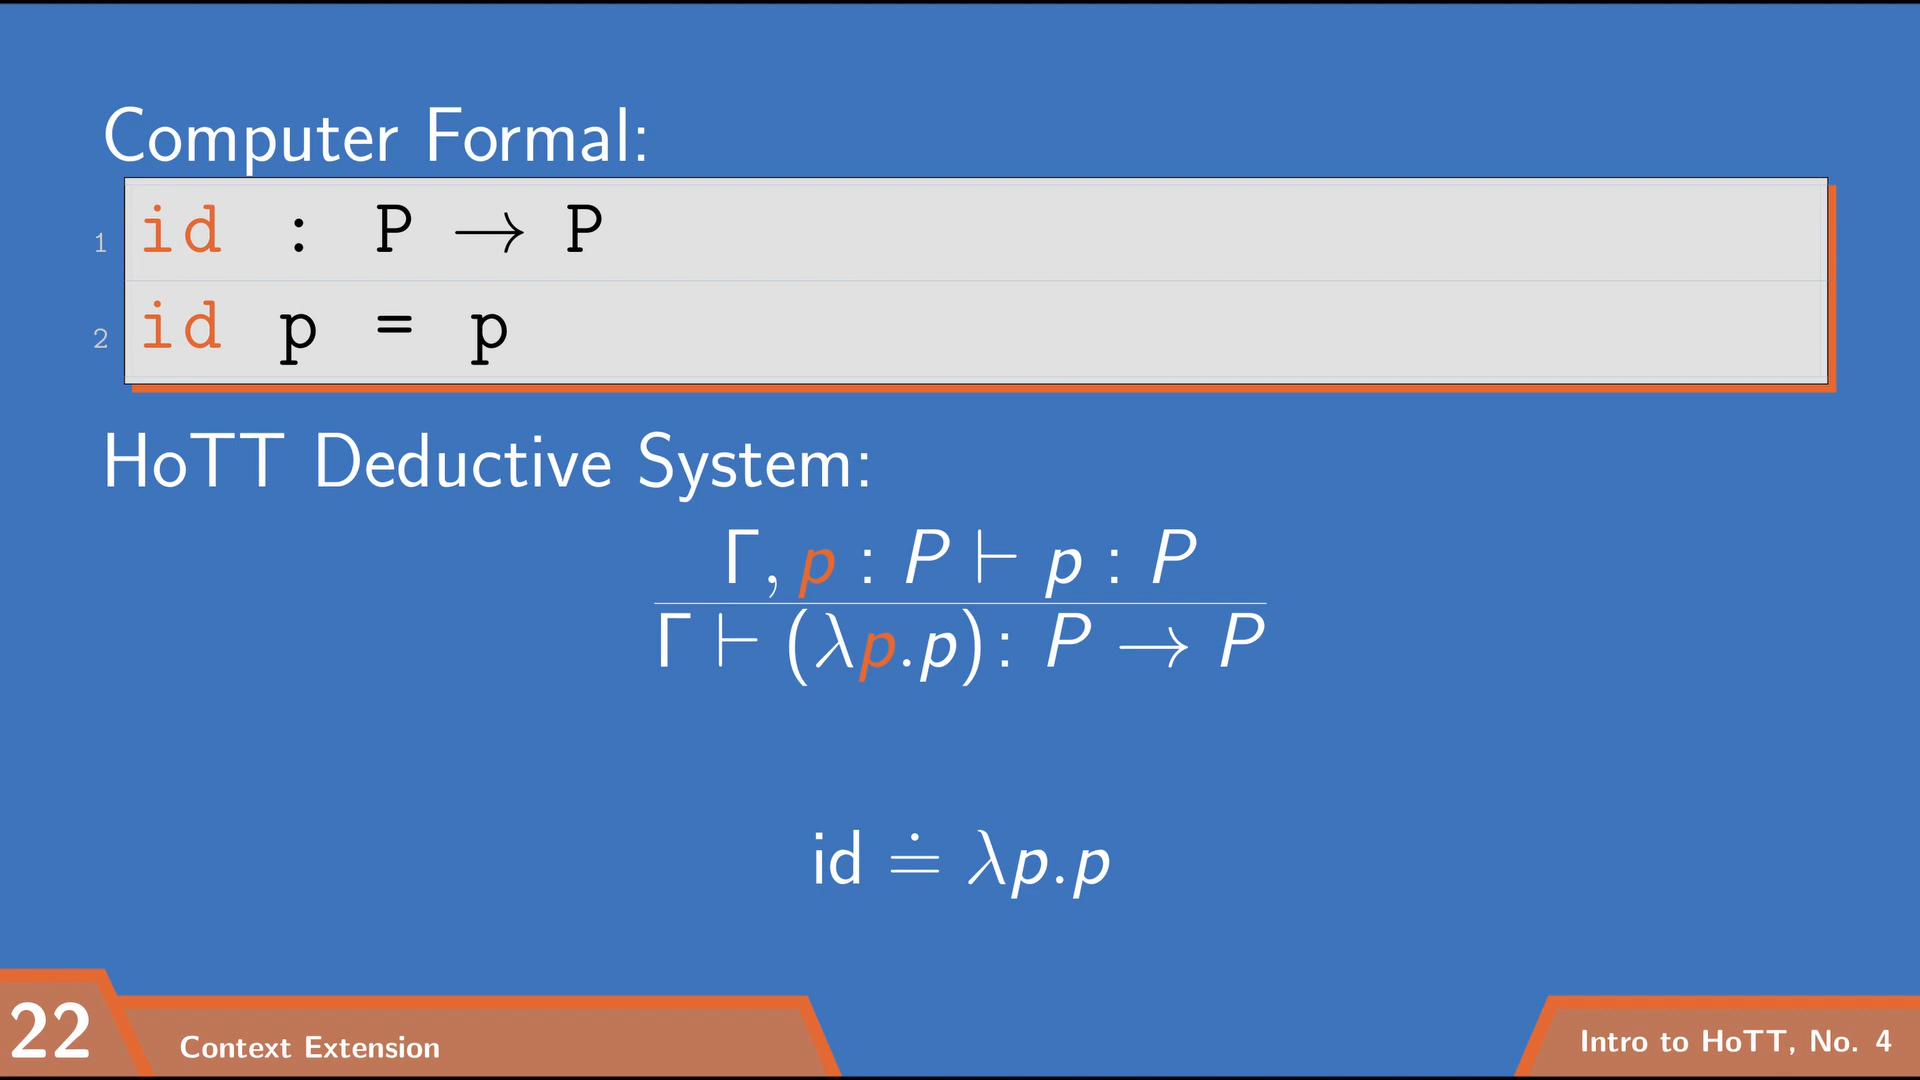 Computer Formal:
1 id : P → P
2 id p = p
HoTT Deductive System:
Γ, p : P ⊢ p : P
Γ ⊢ (λp.p) : P → P
id ≐ λp.p
22 Context Extension
Intro to HoTT, No. 4